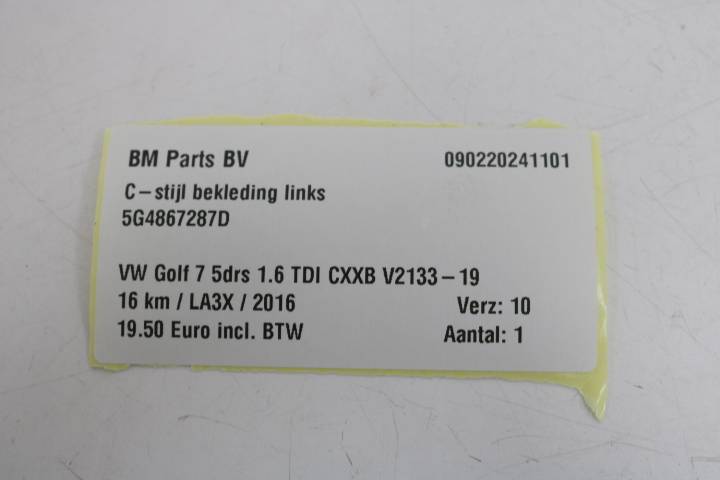 BM Parts BV 090220241101
C-stijl bekleding links
5G4867287D
VW Golf 7 5drs 1.6 TDI CXXB V2133-19
16 km / LA3X / 2016 Verz: 10
19.50 Euro incl. BTW Aantal: 1